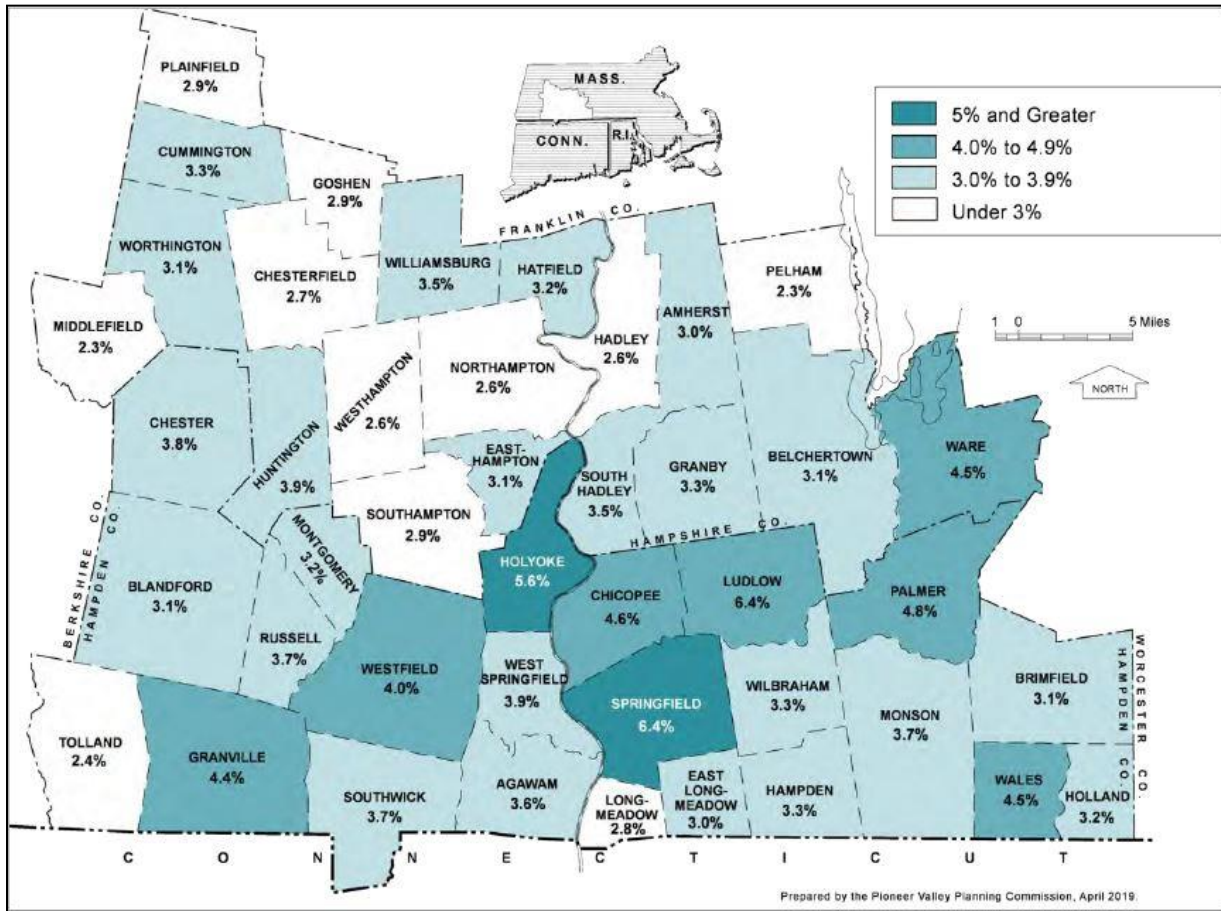 PLAINFIELD
2.9%
MASS.
CONN.
R.I.
5% and Greater
4.0% to 4.9%
3.0% to 3.9%
Under 3%
CUMMINGTON
3.3%
GOSHEN
2.9%
FRANKLIN CO.
WORTHINGTON
3.1%
CHESTERFIELD
2.7%
WILLIAMSBURG
3.5%
HATFIELD
3.2%
PELHAM
2.3%
AMHERST
3.0%
MIDDLEFIELD
2.3%
HADLEY
2.6%
1 0 5 Miles
NORTH
NORTHAMPTON
2.6%
WESTHAMPTON
2.6%
CHESTER
3.8%
HUNTINGTON
3.9%
EAST-
HAMPTON
3.1%
SOUTH
HADLEY
3.5%
GRANBY
3.3%
BELCHERTOWN
3.1%
WARE
4.5%
SOUTHAMPTON
2.9%
HAMPSHIRE CO.
MONTGOMERY
3.2%
BERKSHIRE CO.
HAMPDEN CO.
BLANDFORD
3.1%
HOLYOKE
5.6%
CHICOPEE
4.6%
LUDLOW
6.4%
PALMER
4.8%
RUSSELL
3.7%
WESTFIELD
4.0%
WEST
SPRINGFIELD
3.9%
SPRINGFIELD
6.4%
WILBRAHAM
3.3%
MONSON
3.7%
BRIMFIELD
3.1%
HAMPDEN CO.
WORCESTER CO.
TOLLAND
2.4%
GRANVILLE
4.4%
SOUTHWICK
3.7%
AGAWAM
3.6%
LONG-
MEADOW
2.8%
EAST
LONG-
MEADOW
3.0%
HAMPDEN
3.3%
WALES
4.5%
HOLLAND
3.2%
CONNECTICUT
Prepared by the Pioneer Valley Planning Commission, April 2019.